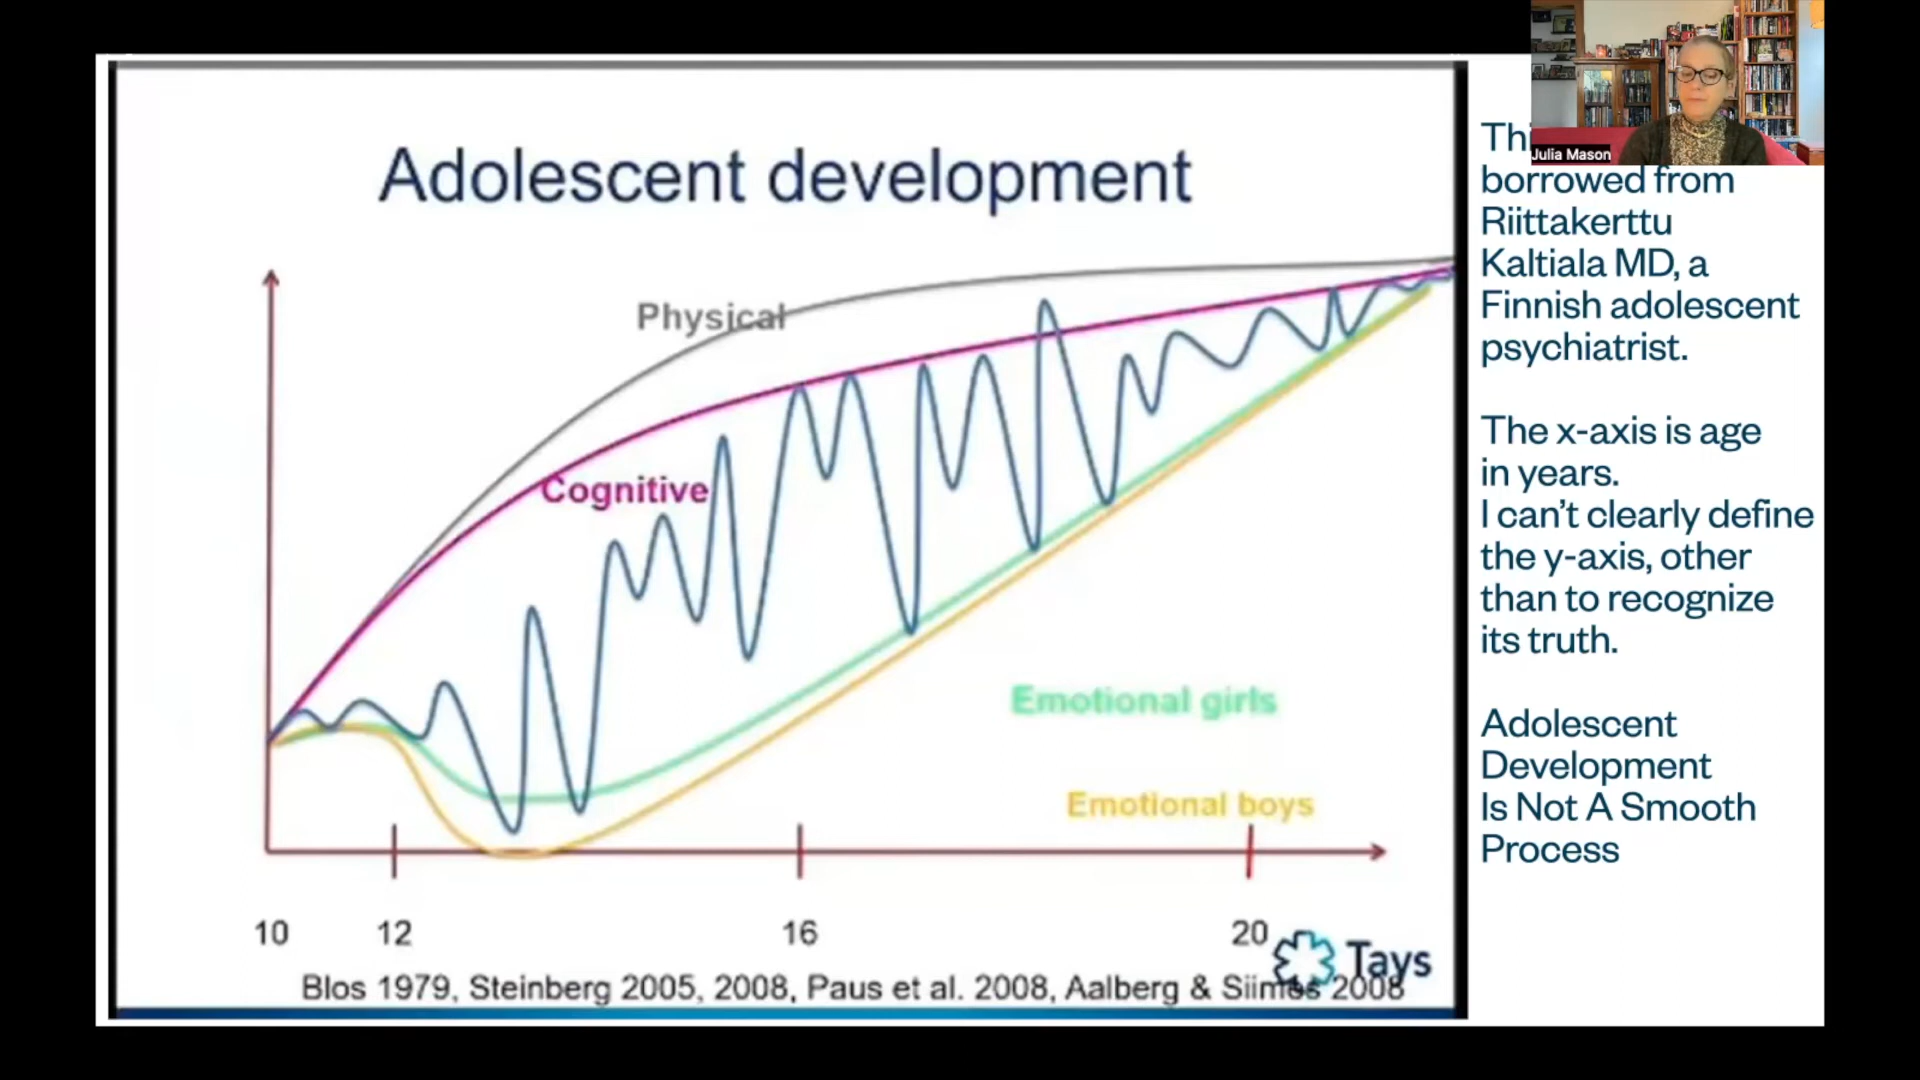 Adolescent development
Physical
Cognitive
Emotional girls
Emotional boys
10 12 16 20
Tays
Blos 1979, Steinberg 2005, 2008, Paus et al. 2008, Aalberg & Siimes 2008
Julia Mason
borrowed from
Riittakerttu
Kaltiala MD, a
Finnish adolescent
psychiatrist.
The x-axis is age
in years.
I can’t clearly define
the y-axis, other
than to recognize
its truth.
Adolescent
Development
Is Not A Smooth
Process